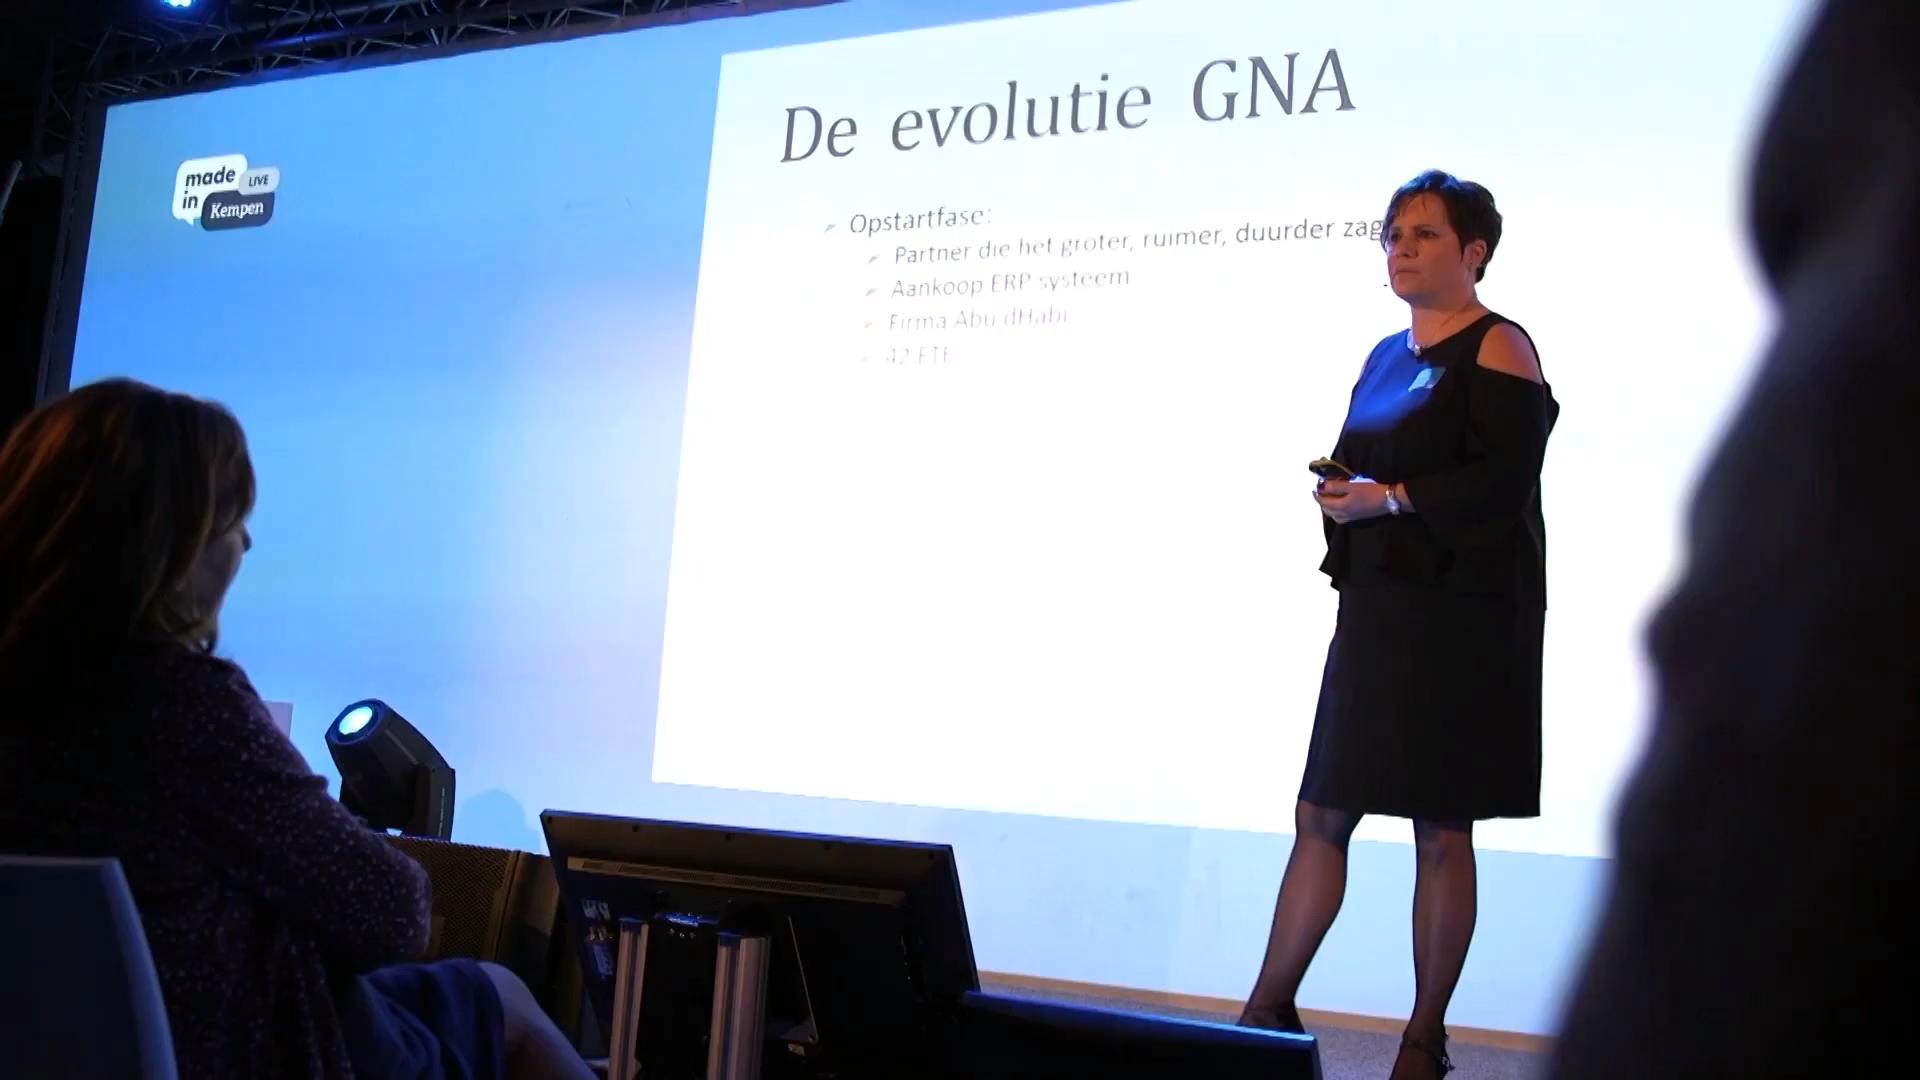 De evolutie GNA
made
LIVE
in
Kempen
Opstartfase:
Partner die het groter, ruimer, duurder zag
Aankoop ERP systeem
Firma Abu dHabi
42 FTE